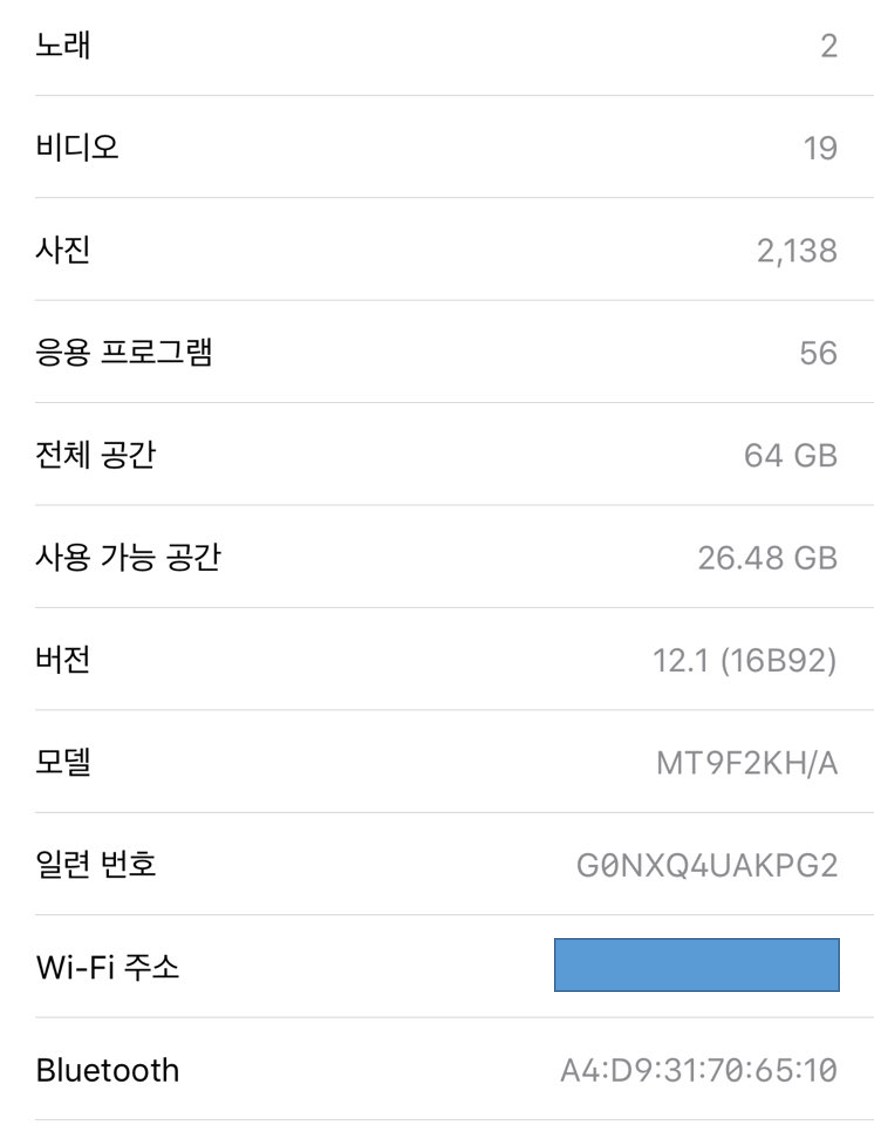 노래 2
비디오 19
사진 2,138
응용 프로그램 56
전체 공간 64 GB
사용 가능 공간 26.48 GB
버전 12.1 (16B92)
모델 MT9F2KH/A
일련 번호 G0NXQ4UAKPG2
Wi-Fi 주소
Bluetooth A4:D9:31:70:65:10